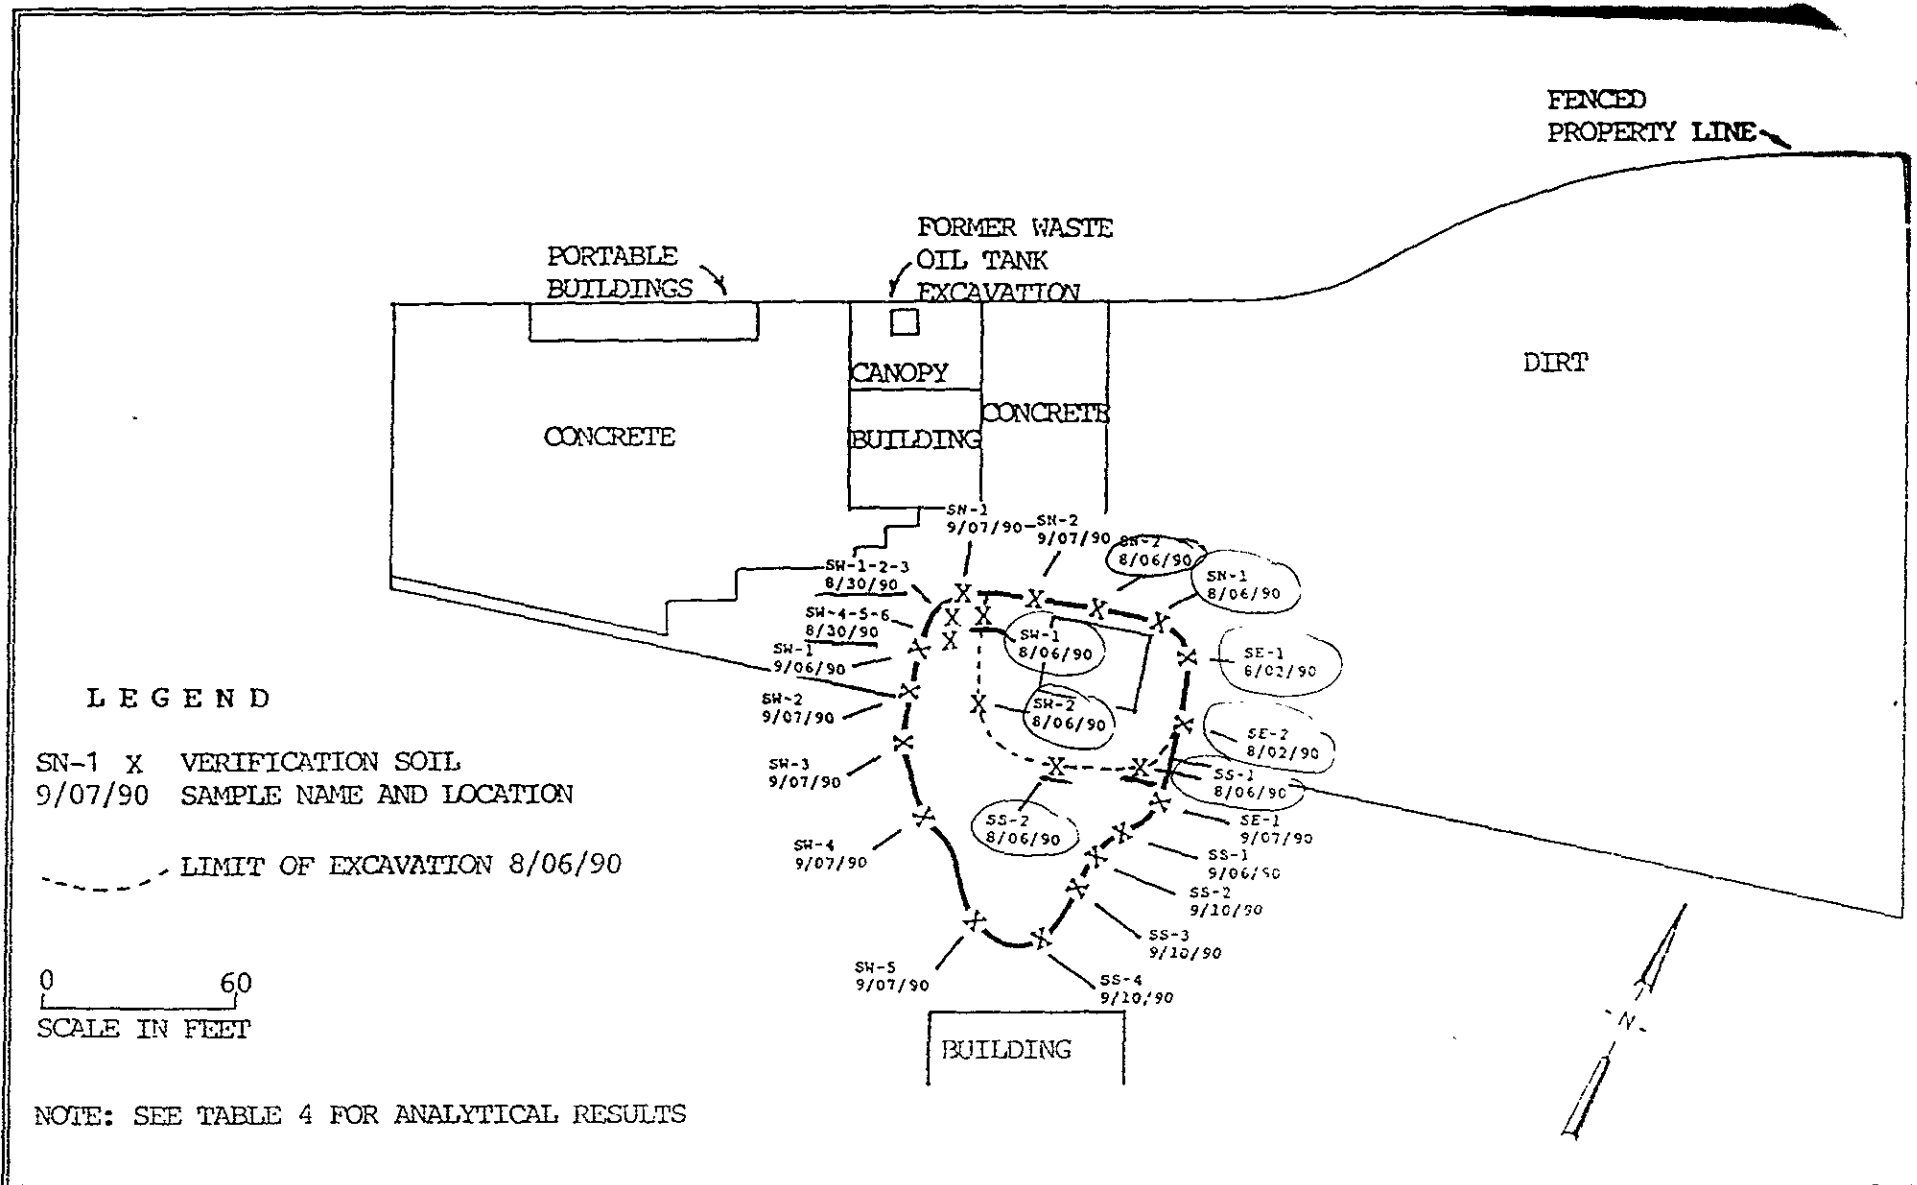 FENCED
PROPERTY LINE
FORMER WASTE
OIL TANK
EXCAVATION
PORTABLE
BUILDINGS
CANOPY
DIRT
CONCRETE
CONCRETE
BUILDING
SN-1
9/07/90
SN-2
9/07/90
SN-2
8/06/90
SN-1
8/06/90
SW-1-2-3
8/30/90
SW-4-5-6
8/30/90
SW-1
9/06/90
SW-1
8/06/90
SE-1
8/02/90
SW-2
9/07/90
SW-2
8/06/90
SE-2
8/02/90
SW-3
9/07/90
SS-1
8/06/90
SS-2
8/06/90
SE-1
9/07/90
SW-4
9/07/90
SS-1
9/06/90
SS-2
9/10/90
SS-3
9/10/90
SW-5
9/07/90
SS-4
9/10/90
BUILDING
LEGEND
SN-1 X VERIFICATION SOIL
9/07/90 SAMPLE NAME AND LOCATION
LIMIT OF EXCAVATION 8/06/90
0 60
SCALE IN FEET
NOTE: SEE TABLE 4 FOR ANALYTICAL RESULTS
-N-